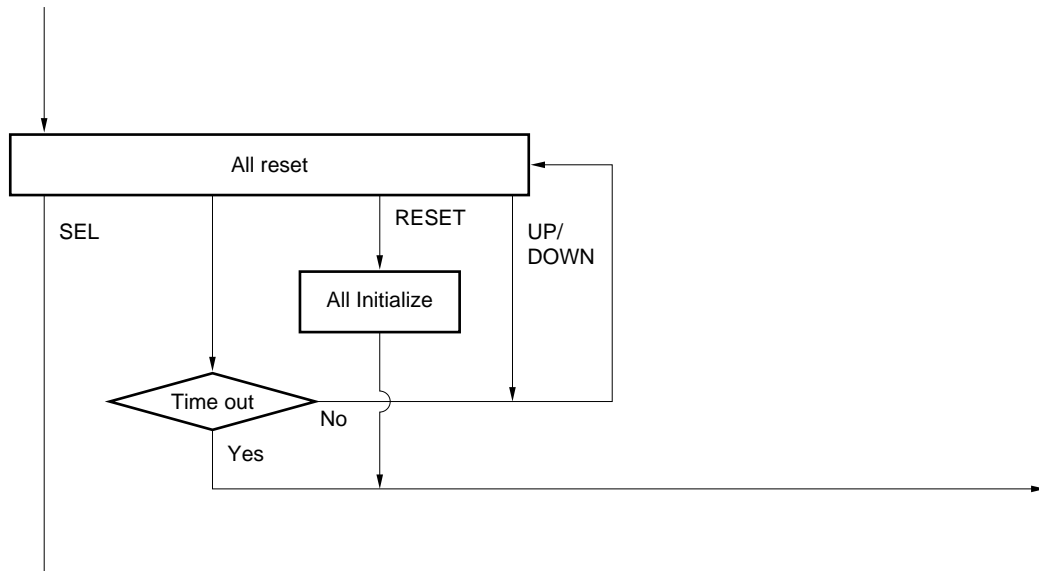 All reset
SEL
RESET
UP/
DOWN
All Initialize
Time out
No
Yes